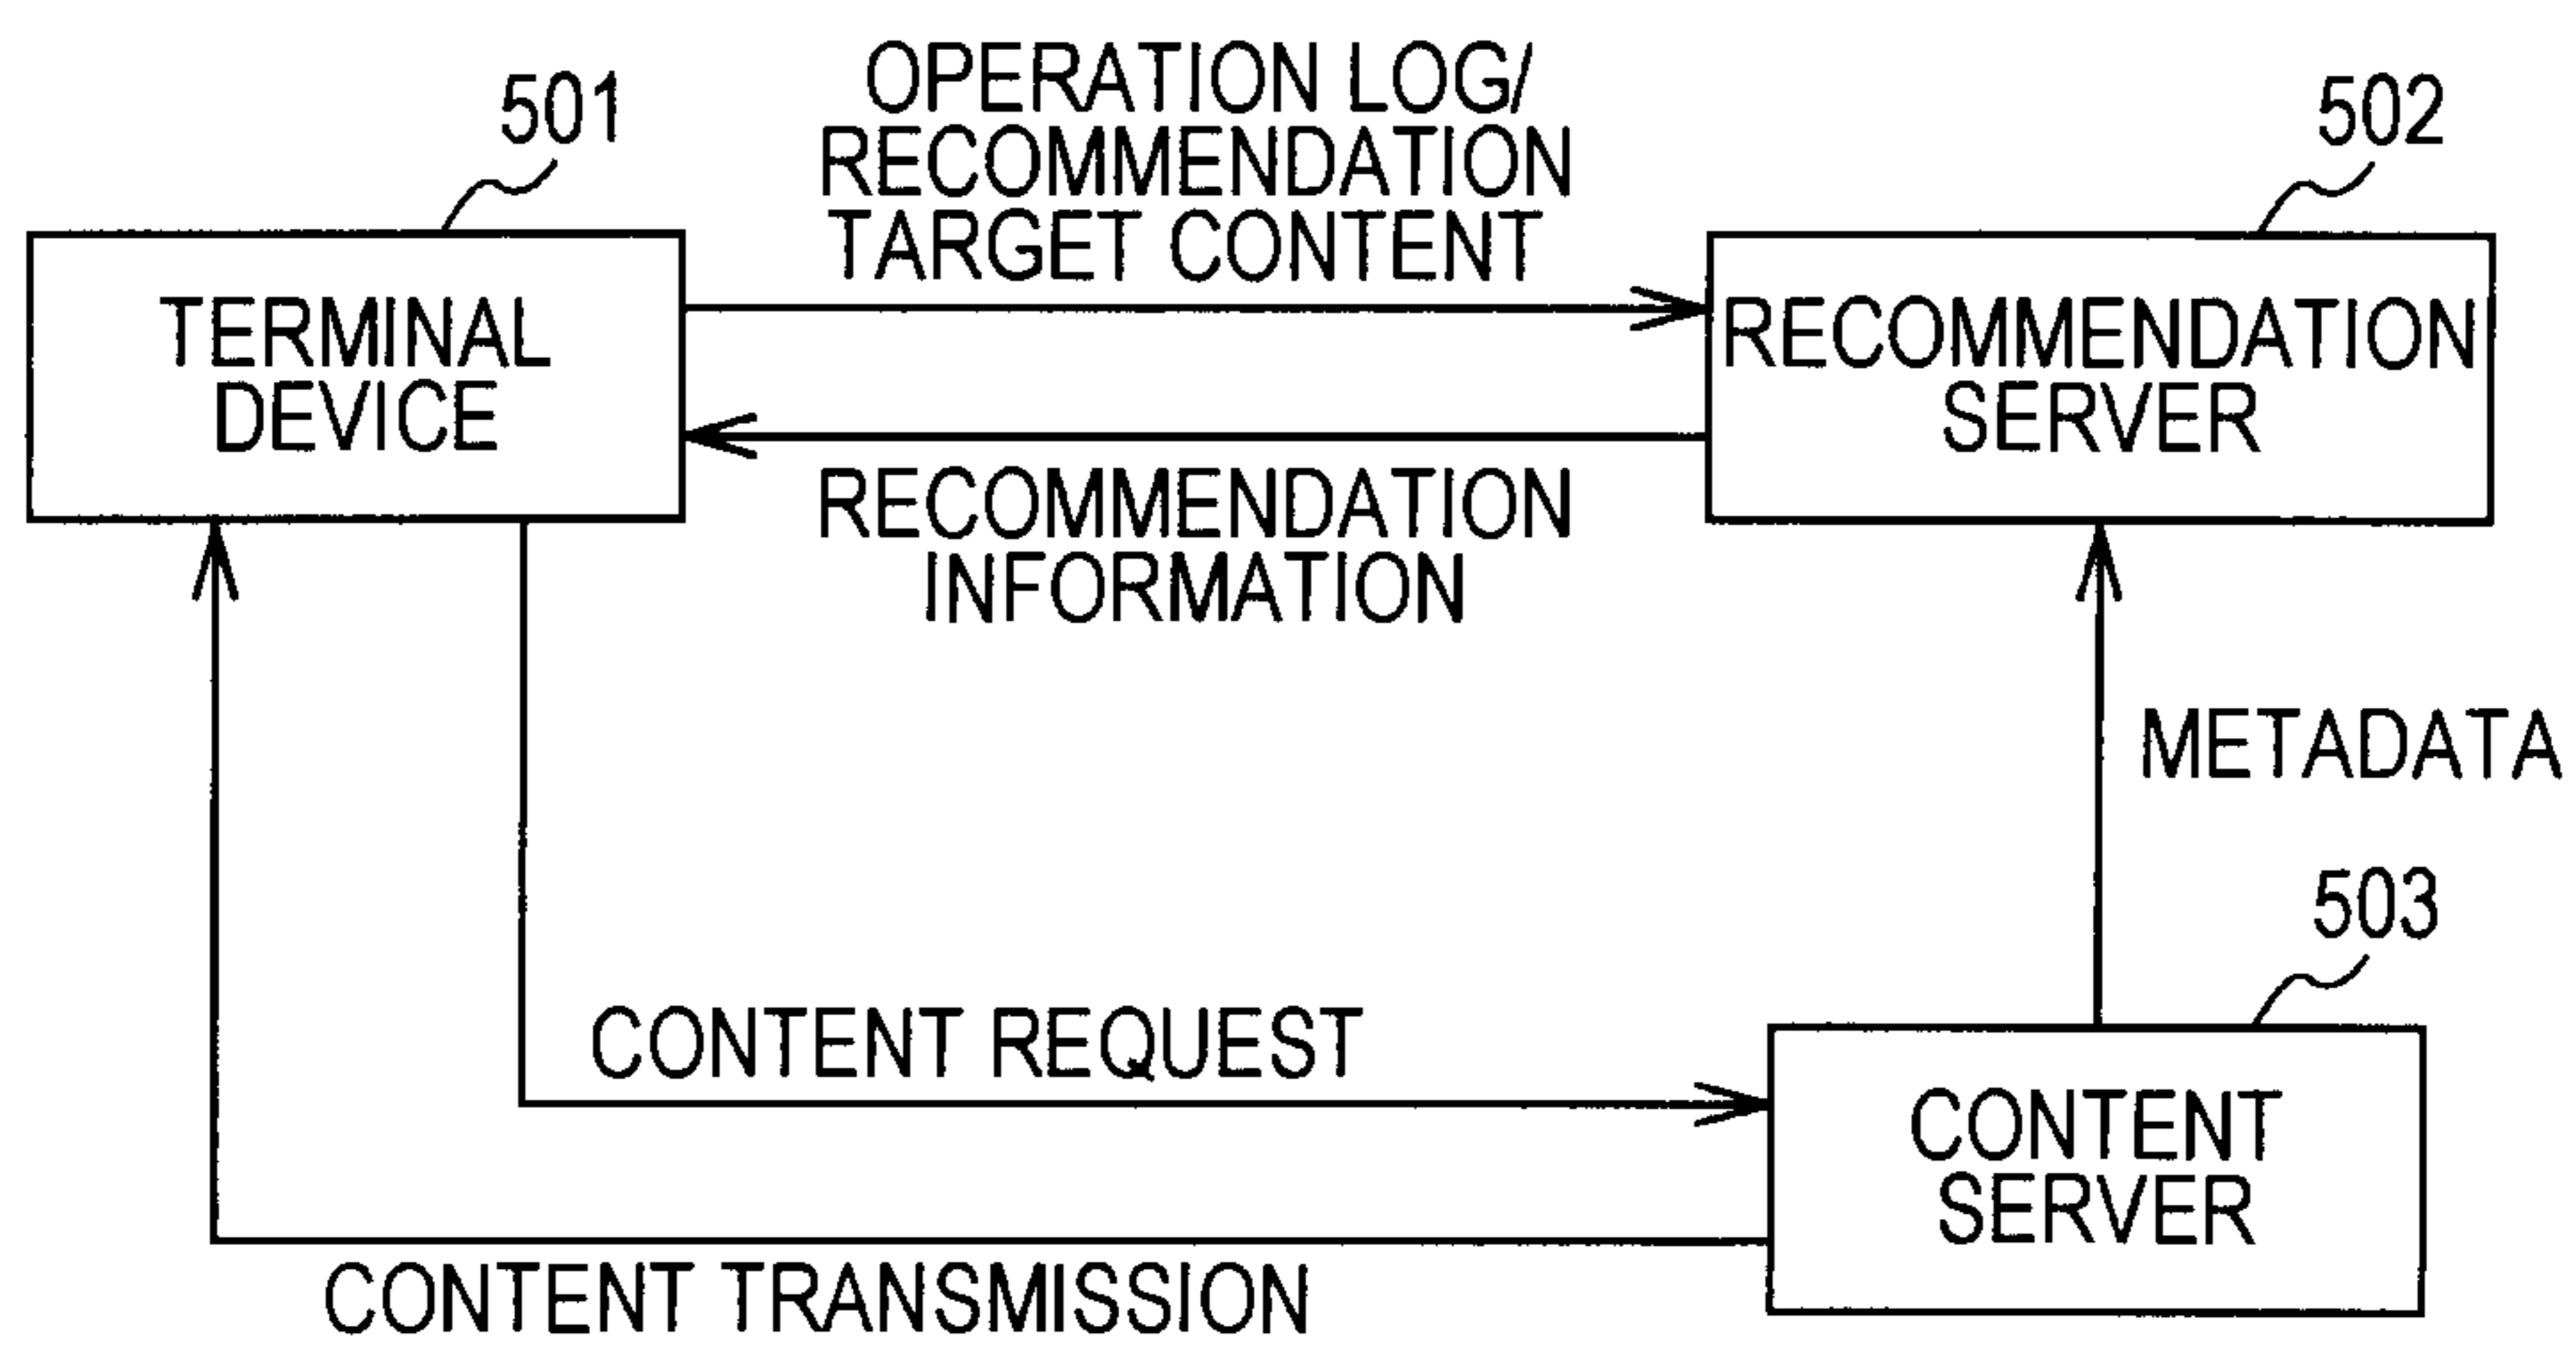 501
OPERATION LOG/
RECOMMENDATION
TARGET CONTENT
502
TERMINAL
DEVICE
RECOMMENDATION
SERVER
RECOMMENDATION
INFORMATION
METADATA
503
CONTENT REQUEST
CONTENT
SERVER
CONTENT TRANSMISSION